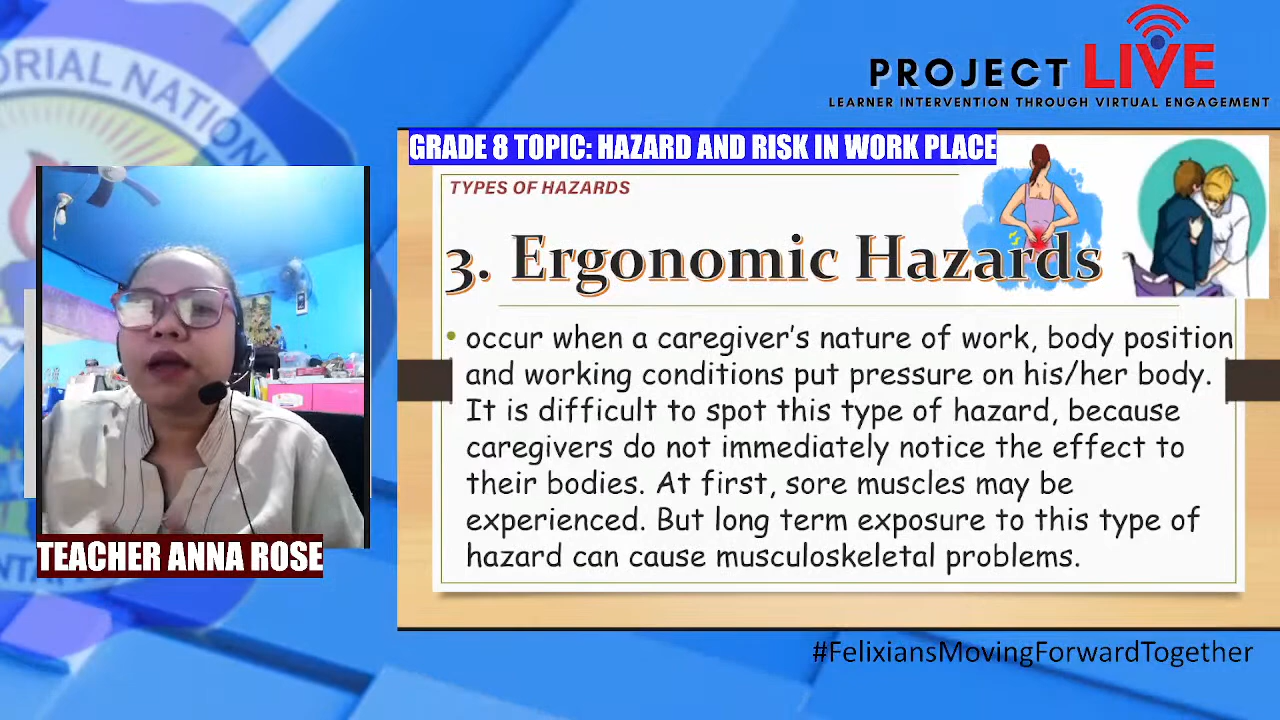 PROJECT LIVE
LEARNER INTERVENTION THROUGH VIRTUAL ENGAGEMENT
ORIAL NATION
GRADE 8 TOPIC: HAZARD AND RISK IN WORK PLACE
TYPES OF HAZARDS
3. Ergonomic Hazards
• occur when a caregiver's nature of work, body position
and working conditions put pressure on his/her body.
It is difficult to spot this type of hazard, because
caregivers do not immediately notice the effect to
their bodies. At first, sore muscles may be
experienced. But long term exposure to this type of
hazard can cause musculoskeletal problems.
TEACHER ANNA ROSE
#FelixiansMovingForwardTogether